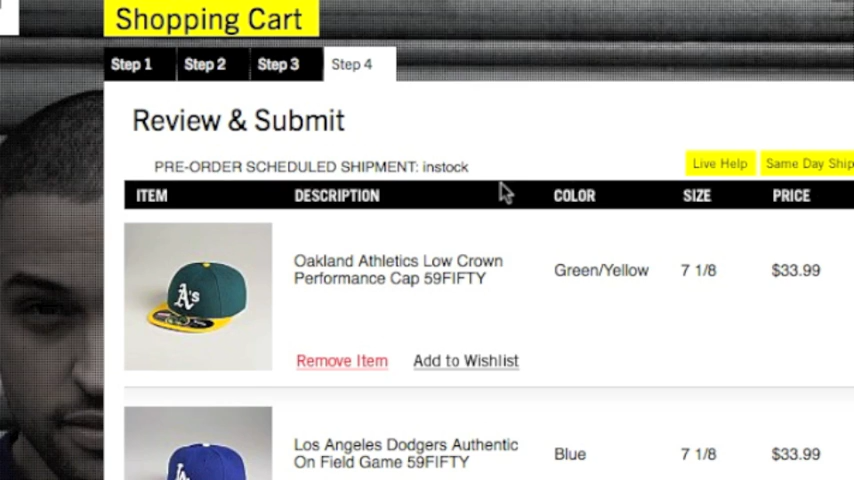 Shopping Cart
Step 1 Step 2 Step 3 Step 4
Review & Submit
PRE-ORDER SCHEDULED SHIPMENT: instock
Live Help Same Day Ship
ITEM DESCRIPTION COLOR SIZE PRICE
Oakland Athletics Low Crown
Performance Cap 59FIFTY
Green/Yellow 7 1/8 $33.99
A's
Remove Item Add to Wishlist
Los Angeles Dodgers Authentic
On Field Game 59FIFTY
Blue 7 1/8 $33.99
LA